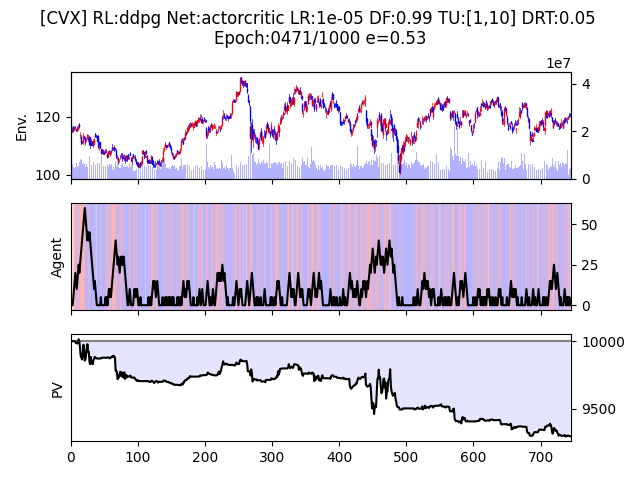 [CVX] RL:ddpg Net:actorcritic LR:1e-05 DF:0.99 TU:[1,10] DRT:0.05
Epoch:0471/1000 e=0.53
1e7
Env.
120
100
4
2
0
Agent
50
25
0
PV
10000
9500
0 100 200 300 400 500 600 700